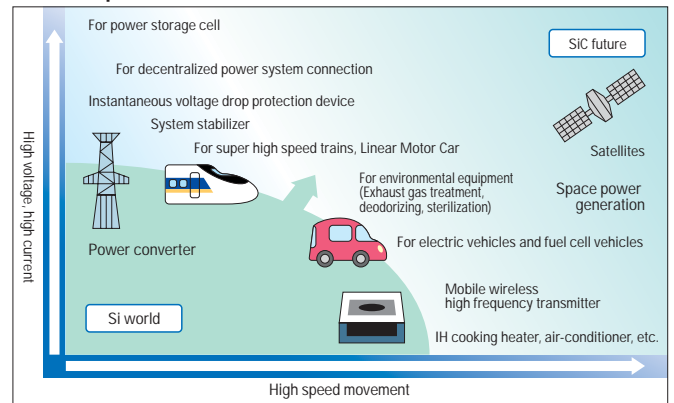 For power storage cell
SiC future
For decentralized power system connection
Instantaneous voltage drop protection device
System stabilizer
For super high speed trains, Linear Motor Car
Satellites
For environmental equipment
(Exhaust gas treatment,
deodorizing, sterilization)
Space power
generation
High voltage, high current
Power converter
For electric vehicles and fuel cell vehicles
Mobile wireless
high frequency transmitter
Si world
IH cooking heater, air-conditioner, etc.
High speed movement